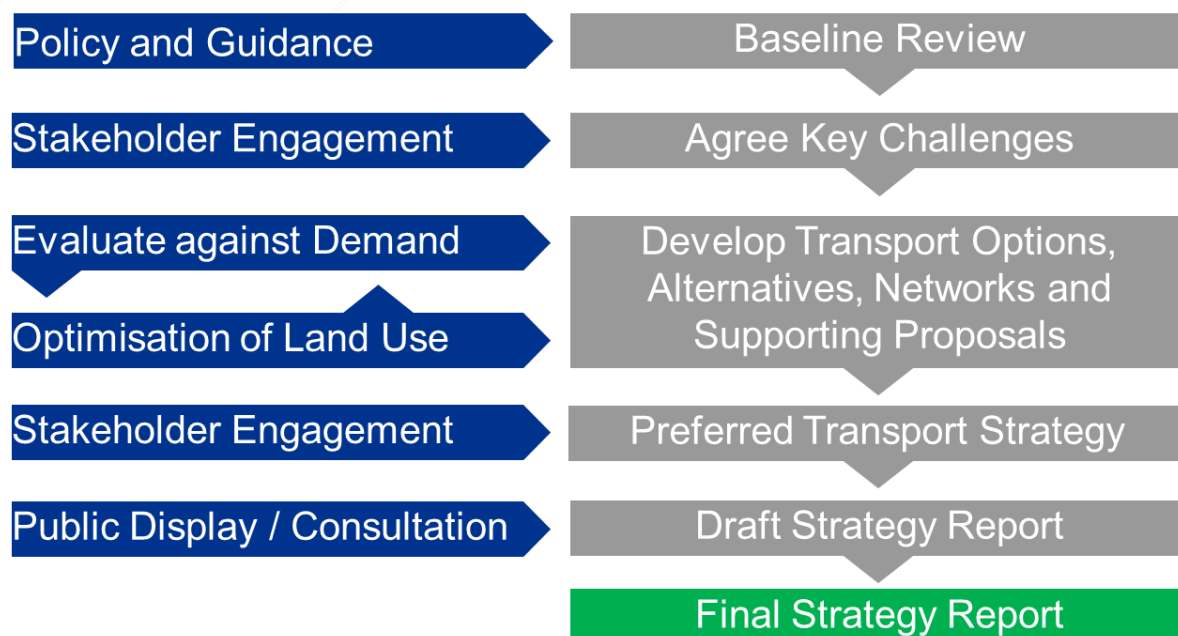 Policy and Guidance
Baseline Review
Stakeholder Engagement
Agree Key Challenges
Evaluate against Demand
Develop Transport Options,
Alternatives, Networks and
Supporting Proposals
Optimisation of Land Use
Stakeholder Engagement
Preferred Transport Strategy
Public Display / Consultation
Draft Strategy Report
Final Strategy Report